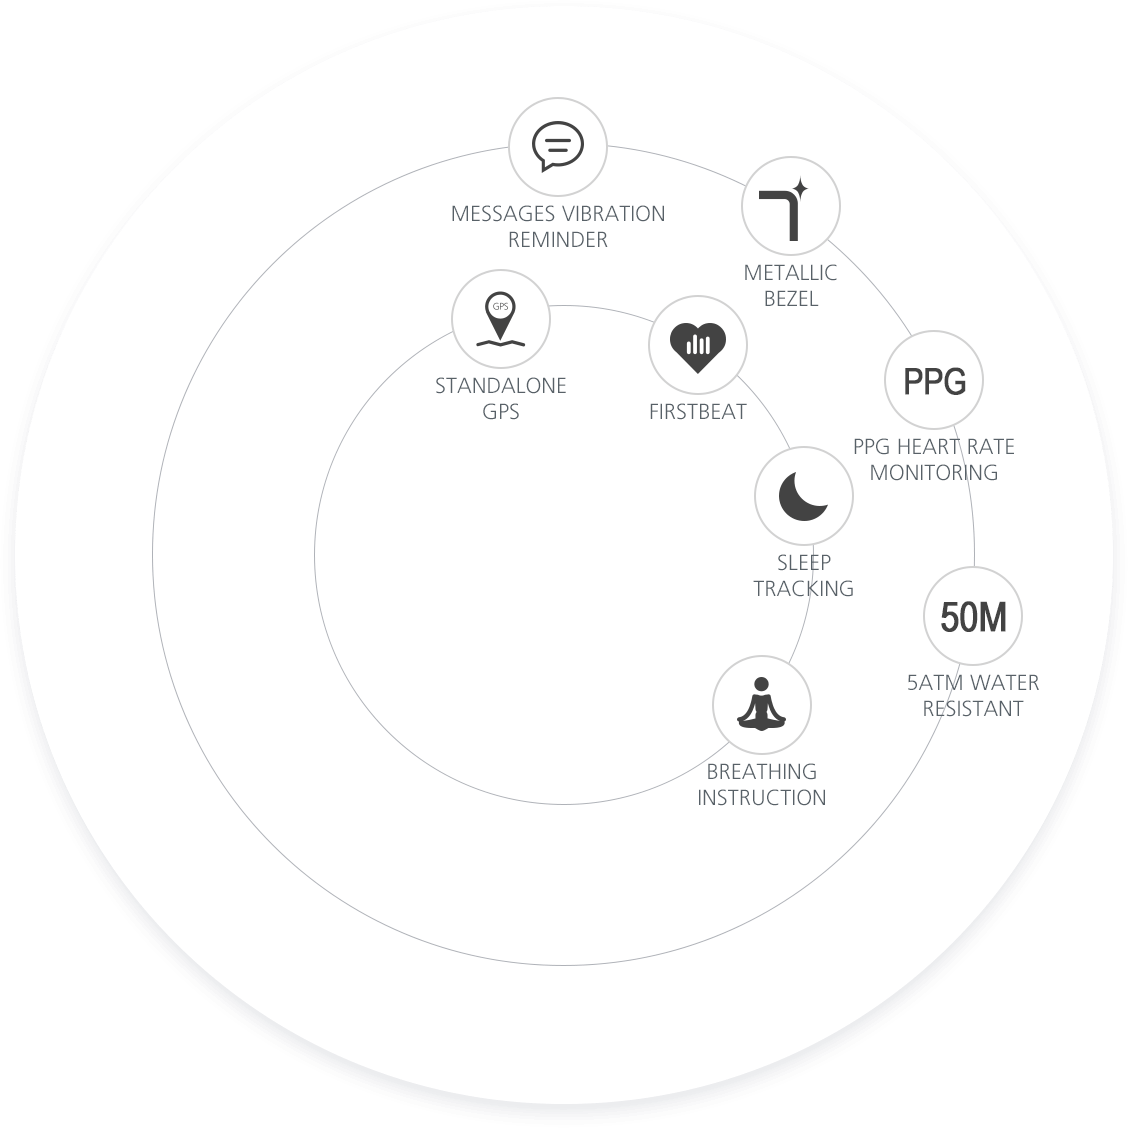 MESSAGES VIBRATION
REMINDER
METALLIC
BEZEL
GPS
STANDALONE
GPS
FIRSTBEAT
PPG
PPG HEART RATE
MONITORING
SLEEP
TRACKING
50M
5ATM WATER
RESISTANT
BREATHING
INSTRUCTION